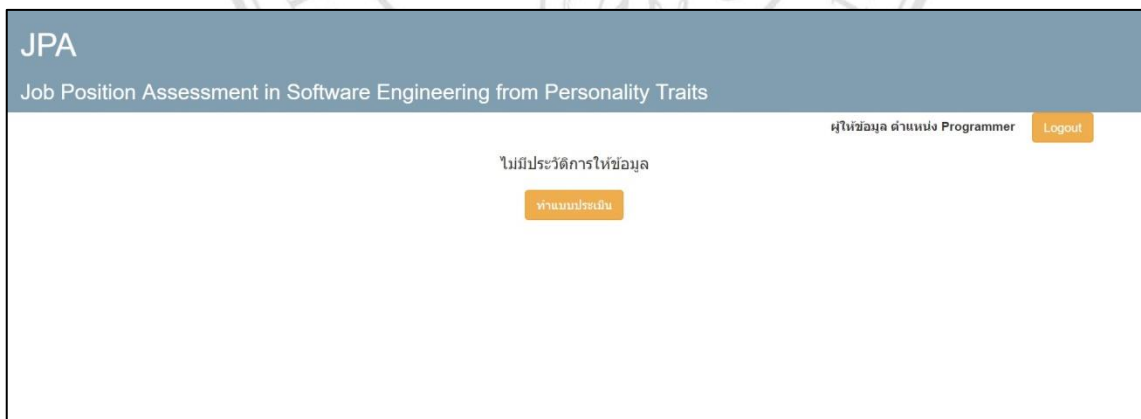 JPA
Job Position Assessment in Software Engineering from Personality Traits
ผู้ให้ข้อมูล ตำแหน่ง Programmer Logout
ไม่มีประวัติการให้ข้อมูล
ทำแบบประเมิน